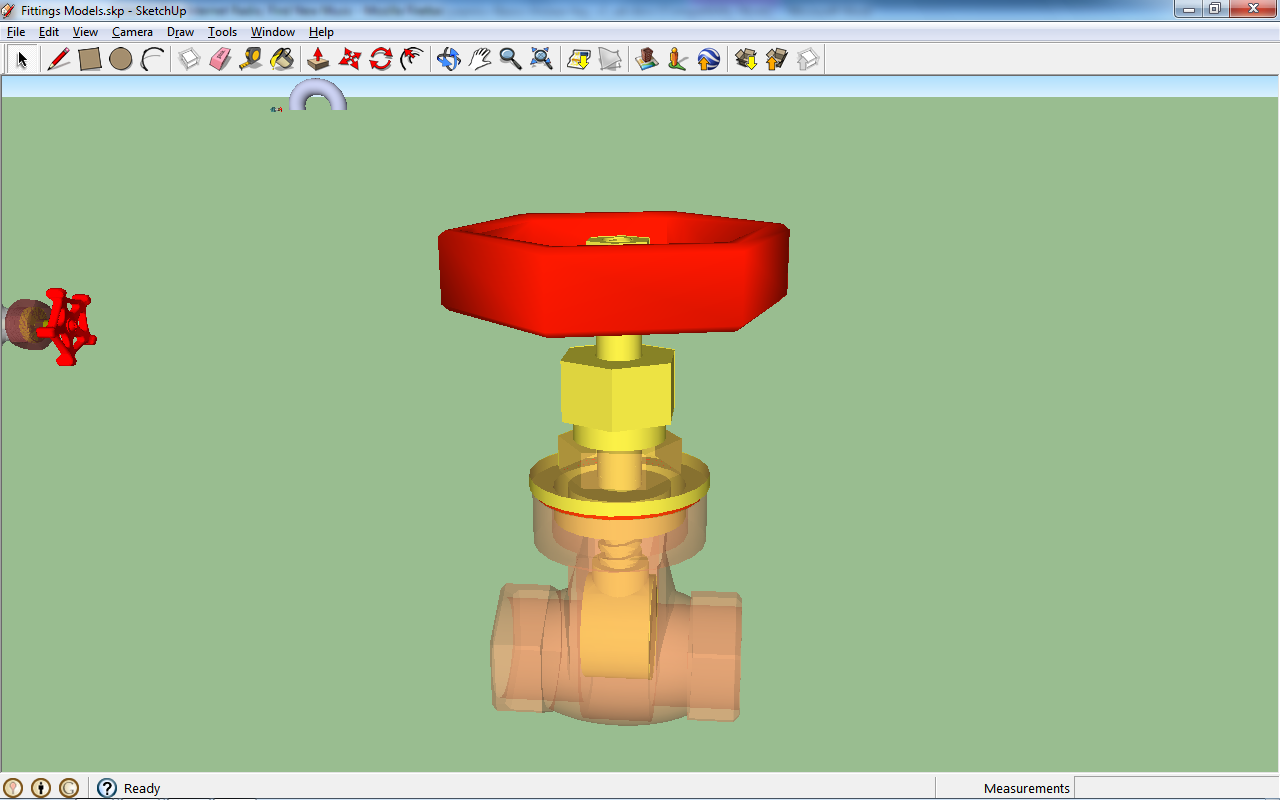 Fittings Models.skp - SketchUp
File Edit View Camera Draw Tools Window Help
Ready
Measurements